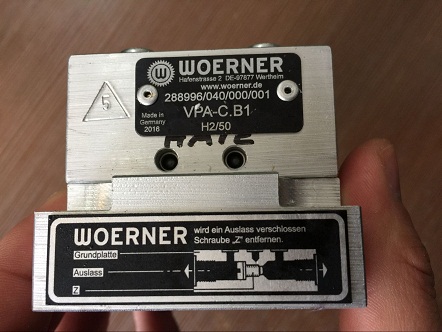 WOERNER
Hafenstrasse 2 DE-97877 Wertheim
www.woerner.de
288996/040/000/001
Made in
Germany
2016
VPA-C.B1
H2/50
5
WOERNER
wird ein Auslass verschlossen
Schraube „Z" entfernen.
Grundplatte
Auslass
Z